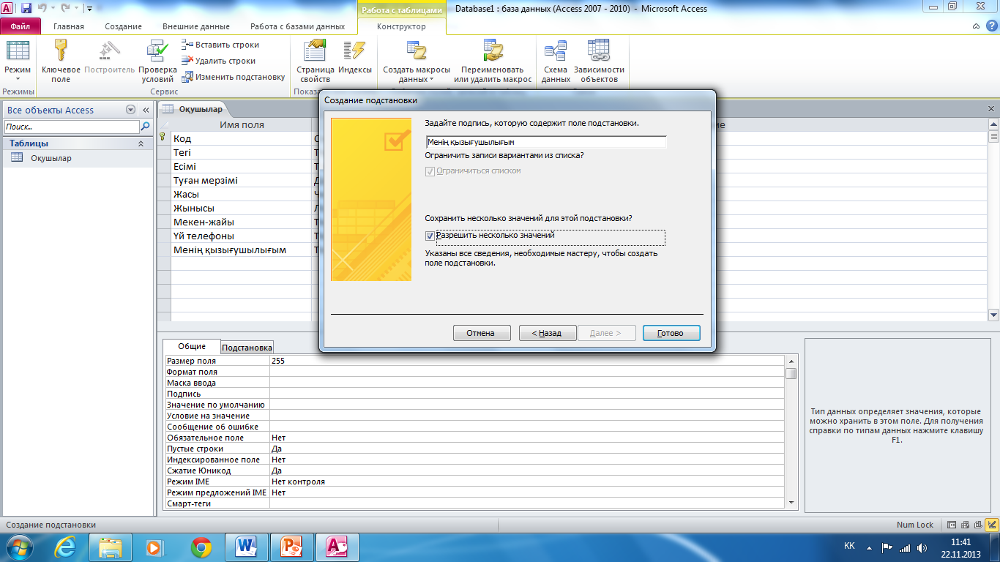 Работа с таблицами
Database1 : база данных (Access 2007 - 2010) - Microsoft Access
Файл
Главная
Создание
Внешние данные
Работа с базами данных
Конструктор
Режим
Ключевое поле
Построитель
Проверка условий
Вставить строки
Удалить строки
Изменить подстановку
Страница свойств
Индексы
Создать макросы данных
Переименовать или удалить макрос
Схема данных
Зависимости объектов
Режимы
Сервис
Все объекты Access
Поиск...
Таблицы
Оқушылар
Оқушылар
Имя поля
Код
Тегі
Есімі
Туған мерзімі
Жасы
Жынысы
Мекен-жайы
Үй телефоны
Менің қызығушылығым
Создание подстановки
Задайте подпись, которую содержит поле подстановки.
Менің қызығушылығым
Ограничить записи вариантами из списка?
Ограничиться списком
Сохранить несколько значений для этой подстановки?
Разрешить несколько значений
Указаны все сведения, необходимые мастеру, чтобы создать
поле подстановки.
Отмена
< Назад
Далее >
Готово
Общие
Подстановка
Размер поля 255
Формат поля
Маска ввода
Подпись
Значение по умолчанию
Условие на значение
Сообщение об ошибке
Обязательное поле Нет
Пустые строки Да
Индексированное поле Нет
Сжатие Юникод Да
Режим IME Нет контроля
Режим предложений IME Нет
Смарт-теги
Тип данных определяет значения, которые
можно хранить в этом поле. Для получения
справки по типам данных нажмите клавишу
F1.
Создание подстановки
Num Lock
KK
11:41
22.11.2013